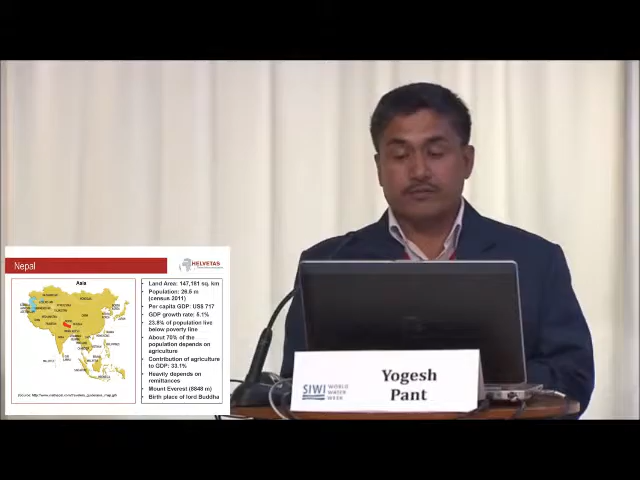 Nepal
HELVETAS
Asia
Land Area: 147,181 sq. km
Population: 26.5 m
(census 2011)
Per capita GDP: US$ 717
GDP growth rate: 5.1%
23.8% of population live
below poverty line
About 70% of the
population depends on
agriculture
Contribution of agriculture
to GDP: 33.1%
Heavily depends on
remittances
Mount Everest (8848 m)
Birth place of lord Buddha
SIWI WORLD
WATER
WEEK
Yogesh
Pant